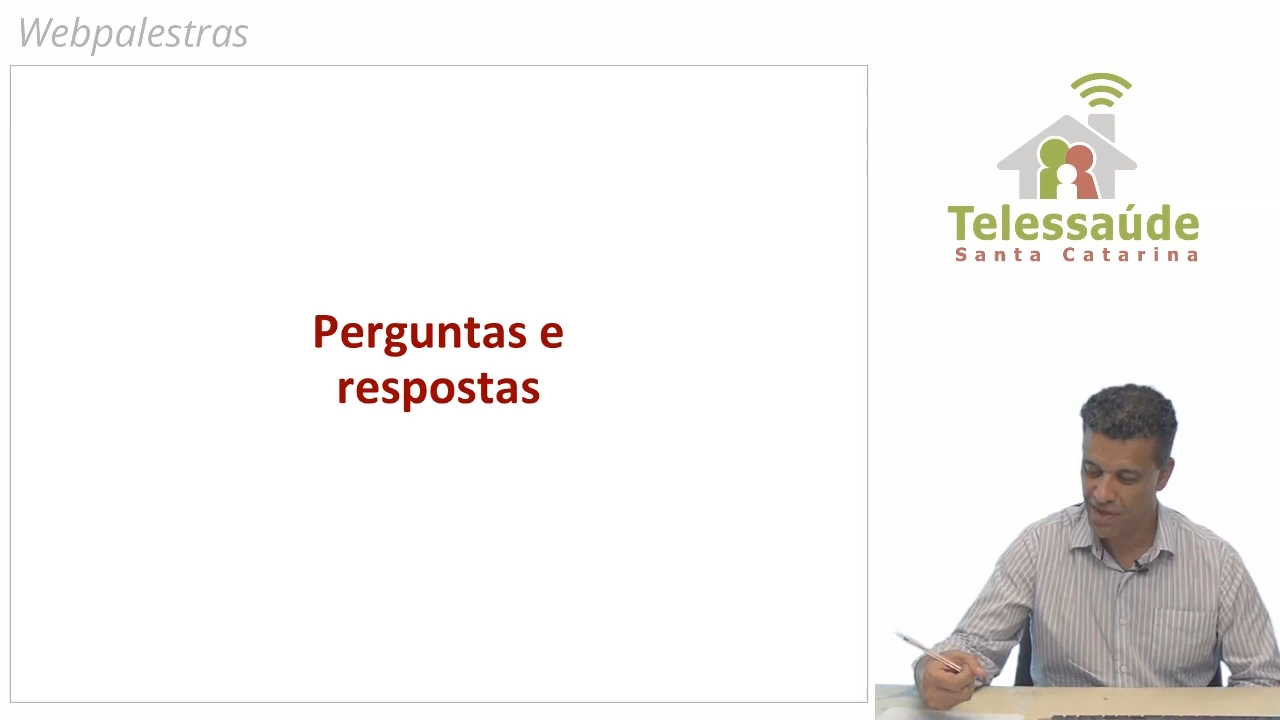 Webpalestras
Perguntas e
respostas
Telessaúde
Santa Catarina